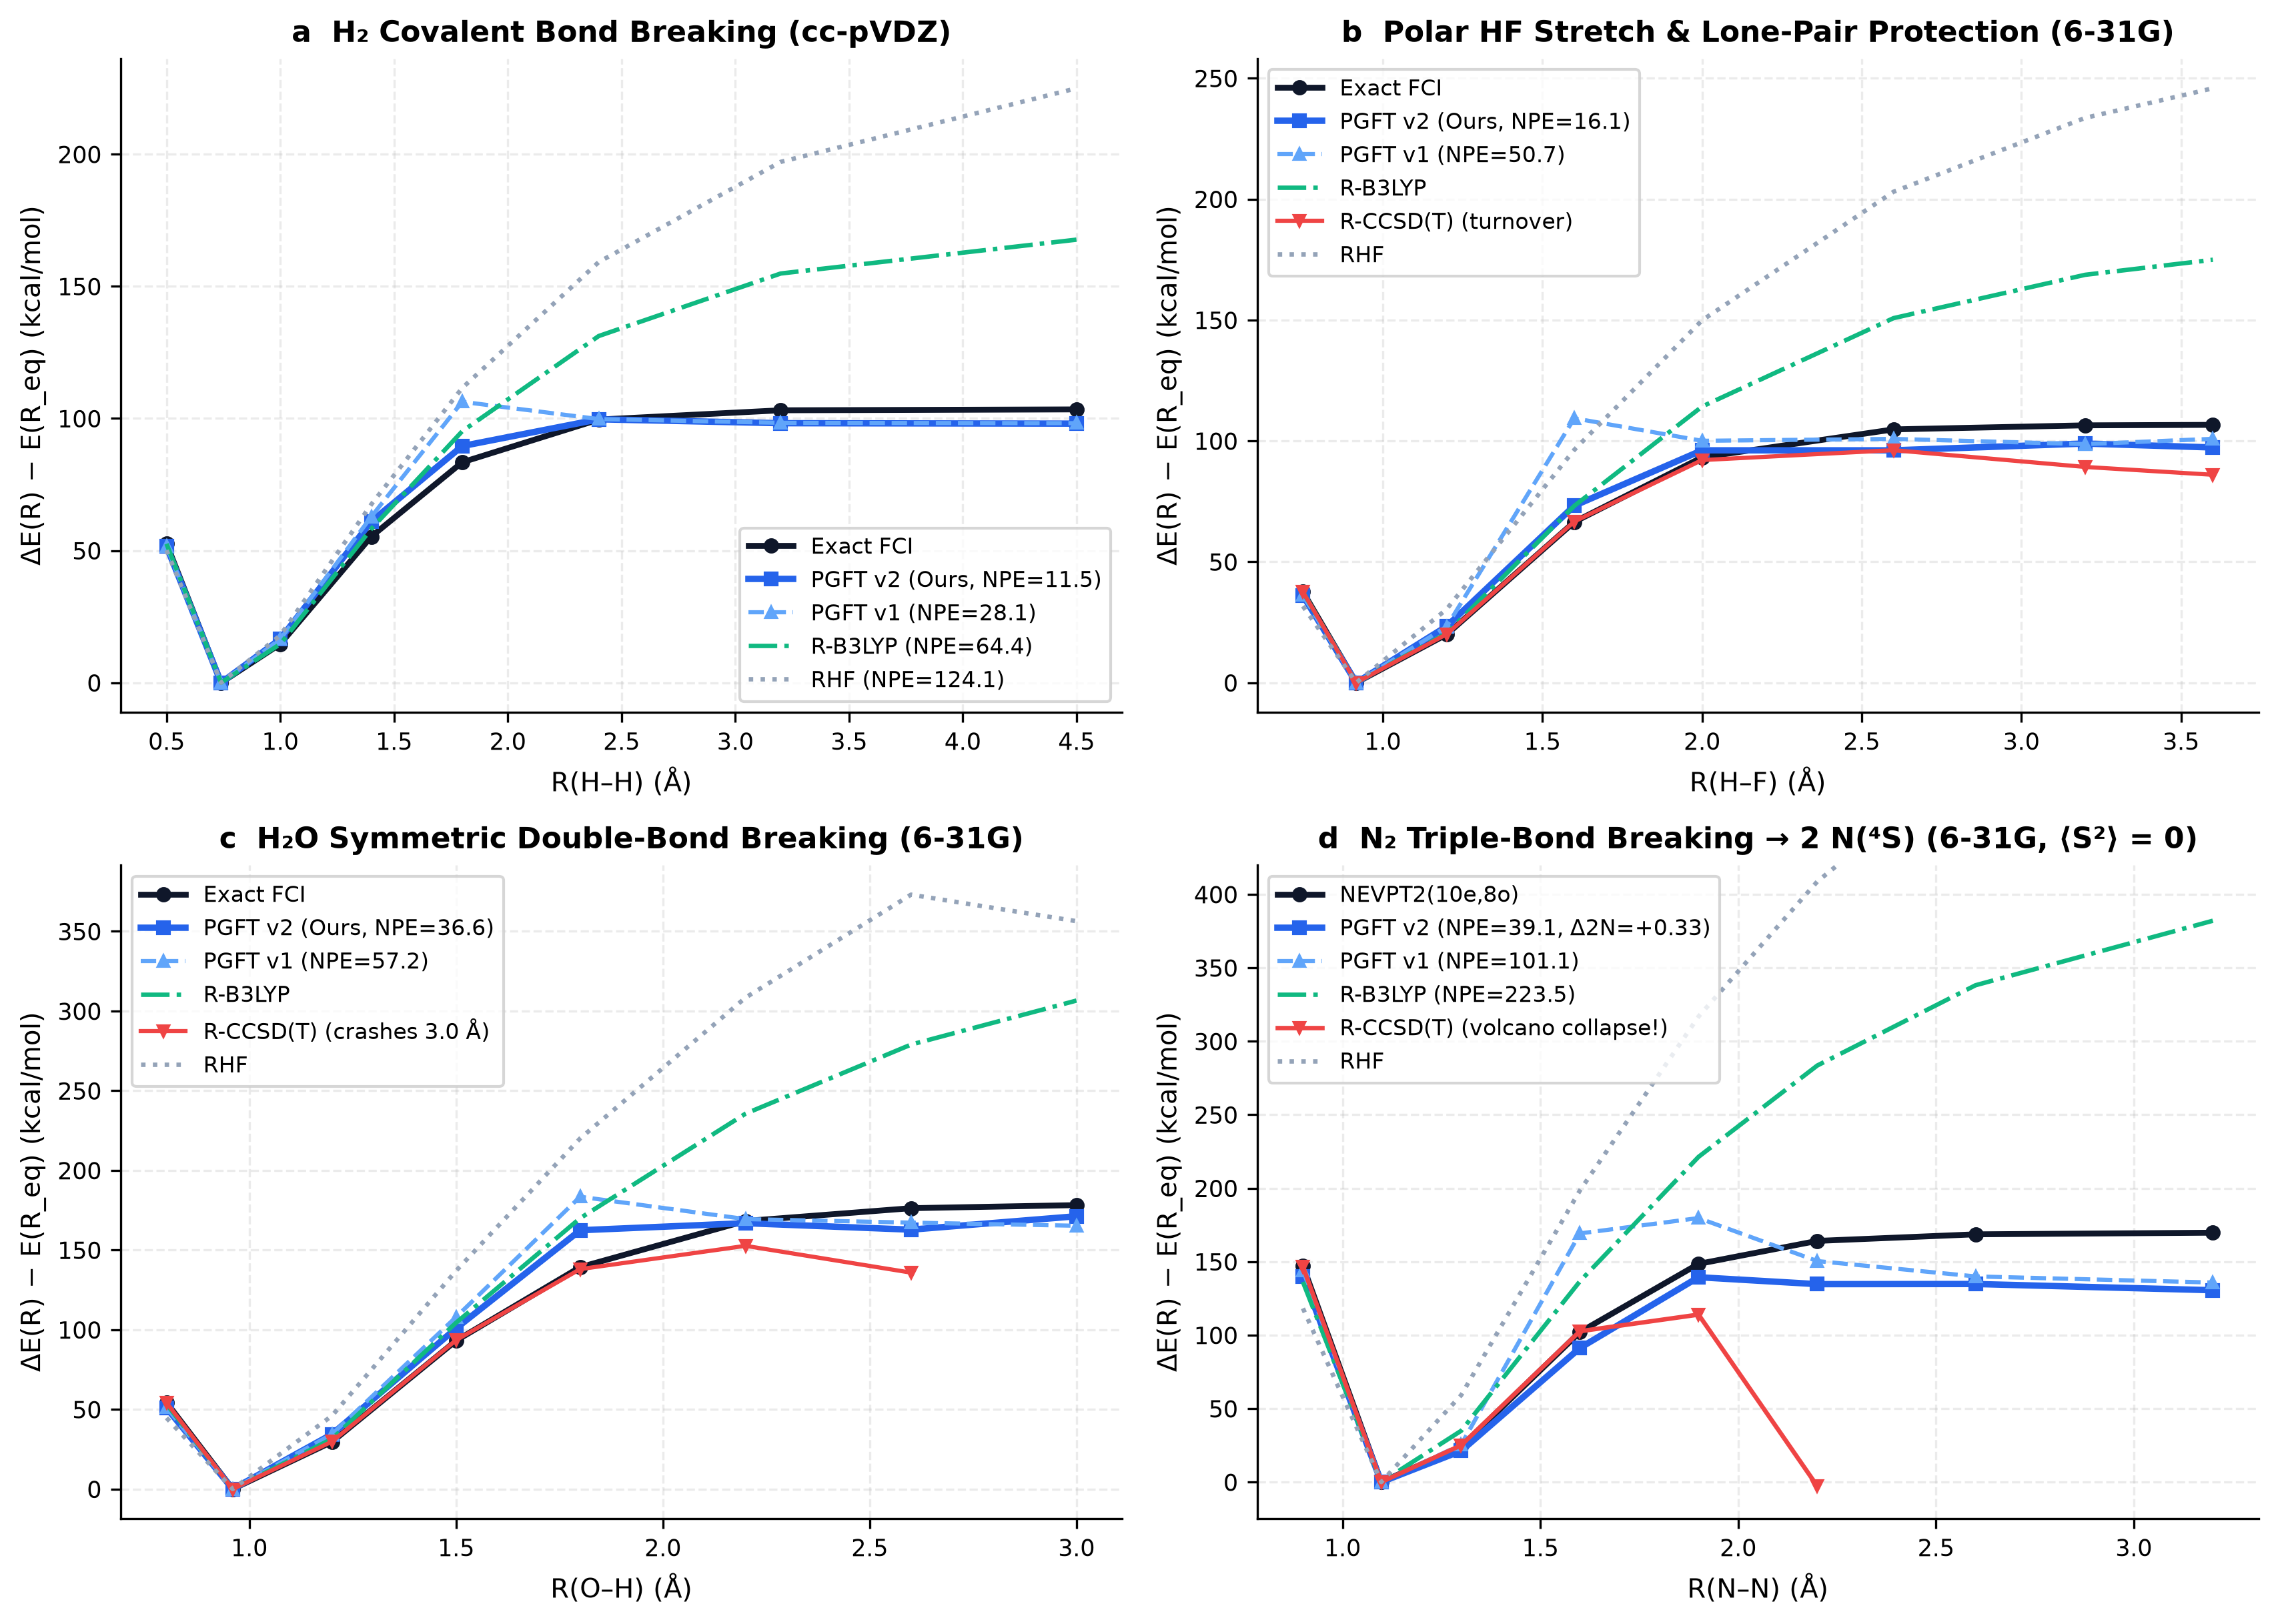 a  H₂ Covalent Bond Breaking (cc-pVDZ)
ΔE(R) − E(R_eq) (kcal/mol)
200
150
100
50
0
Exact FCI
PGFT v2 (Ours, NPE=11.5)
PGFT v1 (NPE=28.1)
R-B3LYP (NPE=64.4)
RHF (NPE=124.1)
0.5 1.0 1.5 2.0 2.5 3.0 3.5 4.0 4.5
R(H–H) (Å)
b  Polar HF Stretch & Lone-Pair Protection (6-31G)
ΔE(R) − E(R_eq) (kcal/mol)
250
200
150
100
50
0
Exact FCI
PGFT v2 (Ours, NPE=16.1)
PGFT v1 (NPE=50.7)
R-B3LYP
R-CCSD(T) (turnover)
RHF
1.0 1.5 2.0 2.5 3.0 3.5
R(H–F) (Å)
c  H₂O Symmetric Double-Bond Breaking (6-31G)
ΔE(R) − E(R_eq) (kcal/mol)
350
300
250
200
150
100
50
0
Exact FCI
PGFT v2 (Ours, NPE=36.6)
PGFT v1 (NPE=57.2)
R-B3LYP
R-CCSD(T) (crashes 3.0 Å)
RHF
1.0 1.5 2.0 2.5 3.0
R(O–H) (Å)
d  N₂ Triple-Bond Breaking → 2 N(⁴S) (6-31G, ⟨S²⟩ = 0)
ΔE(R) − E(R_eq) (kcal/mol)
400
350
300
250
200
150
100
50
0
NEVPT2(10e,8o)
PGFT v2 (NPE=39.1, Δ2N=+0.33)
PGFT v1 (NPE=101.1)
R-B3LYP (NPE=223.5)
R-CCSD(T) (volcano collapse!)
RHF
1.0 1.5 2.0 2.5 3.0
R(N–N) (Å)